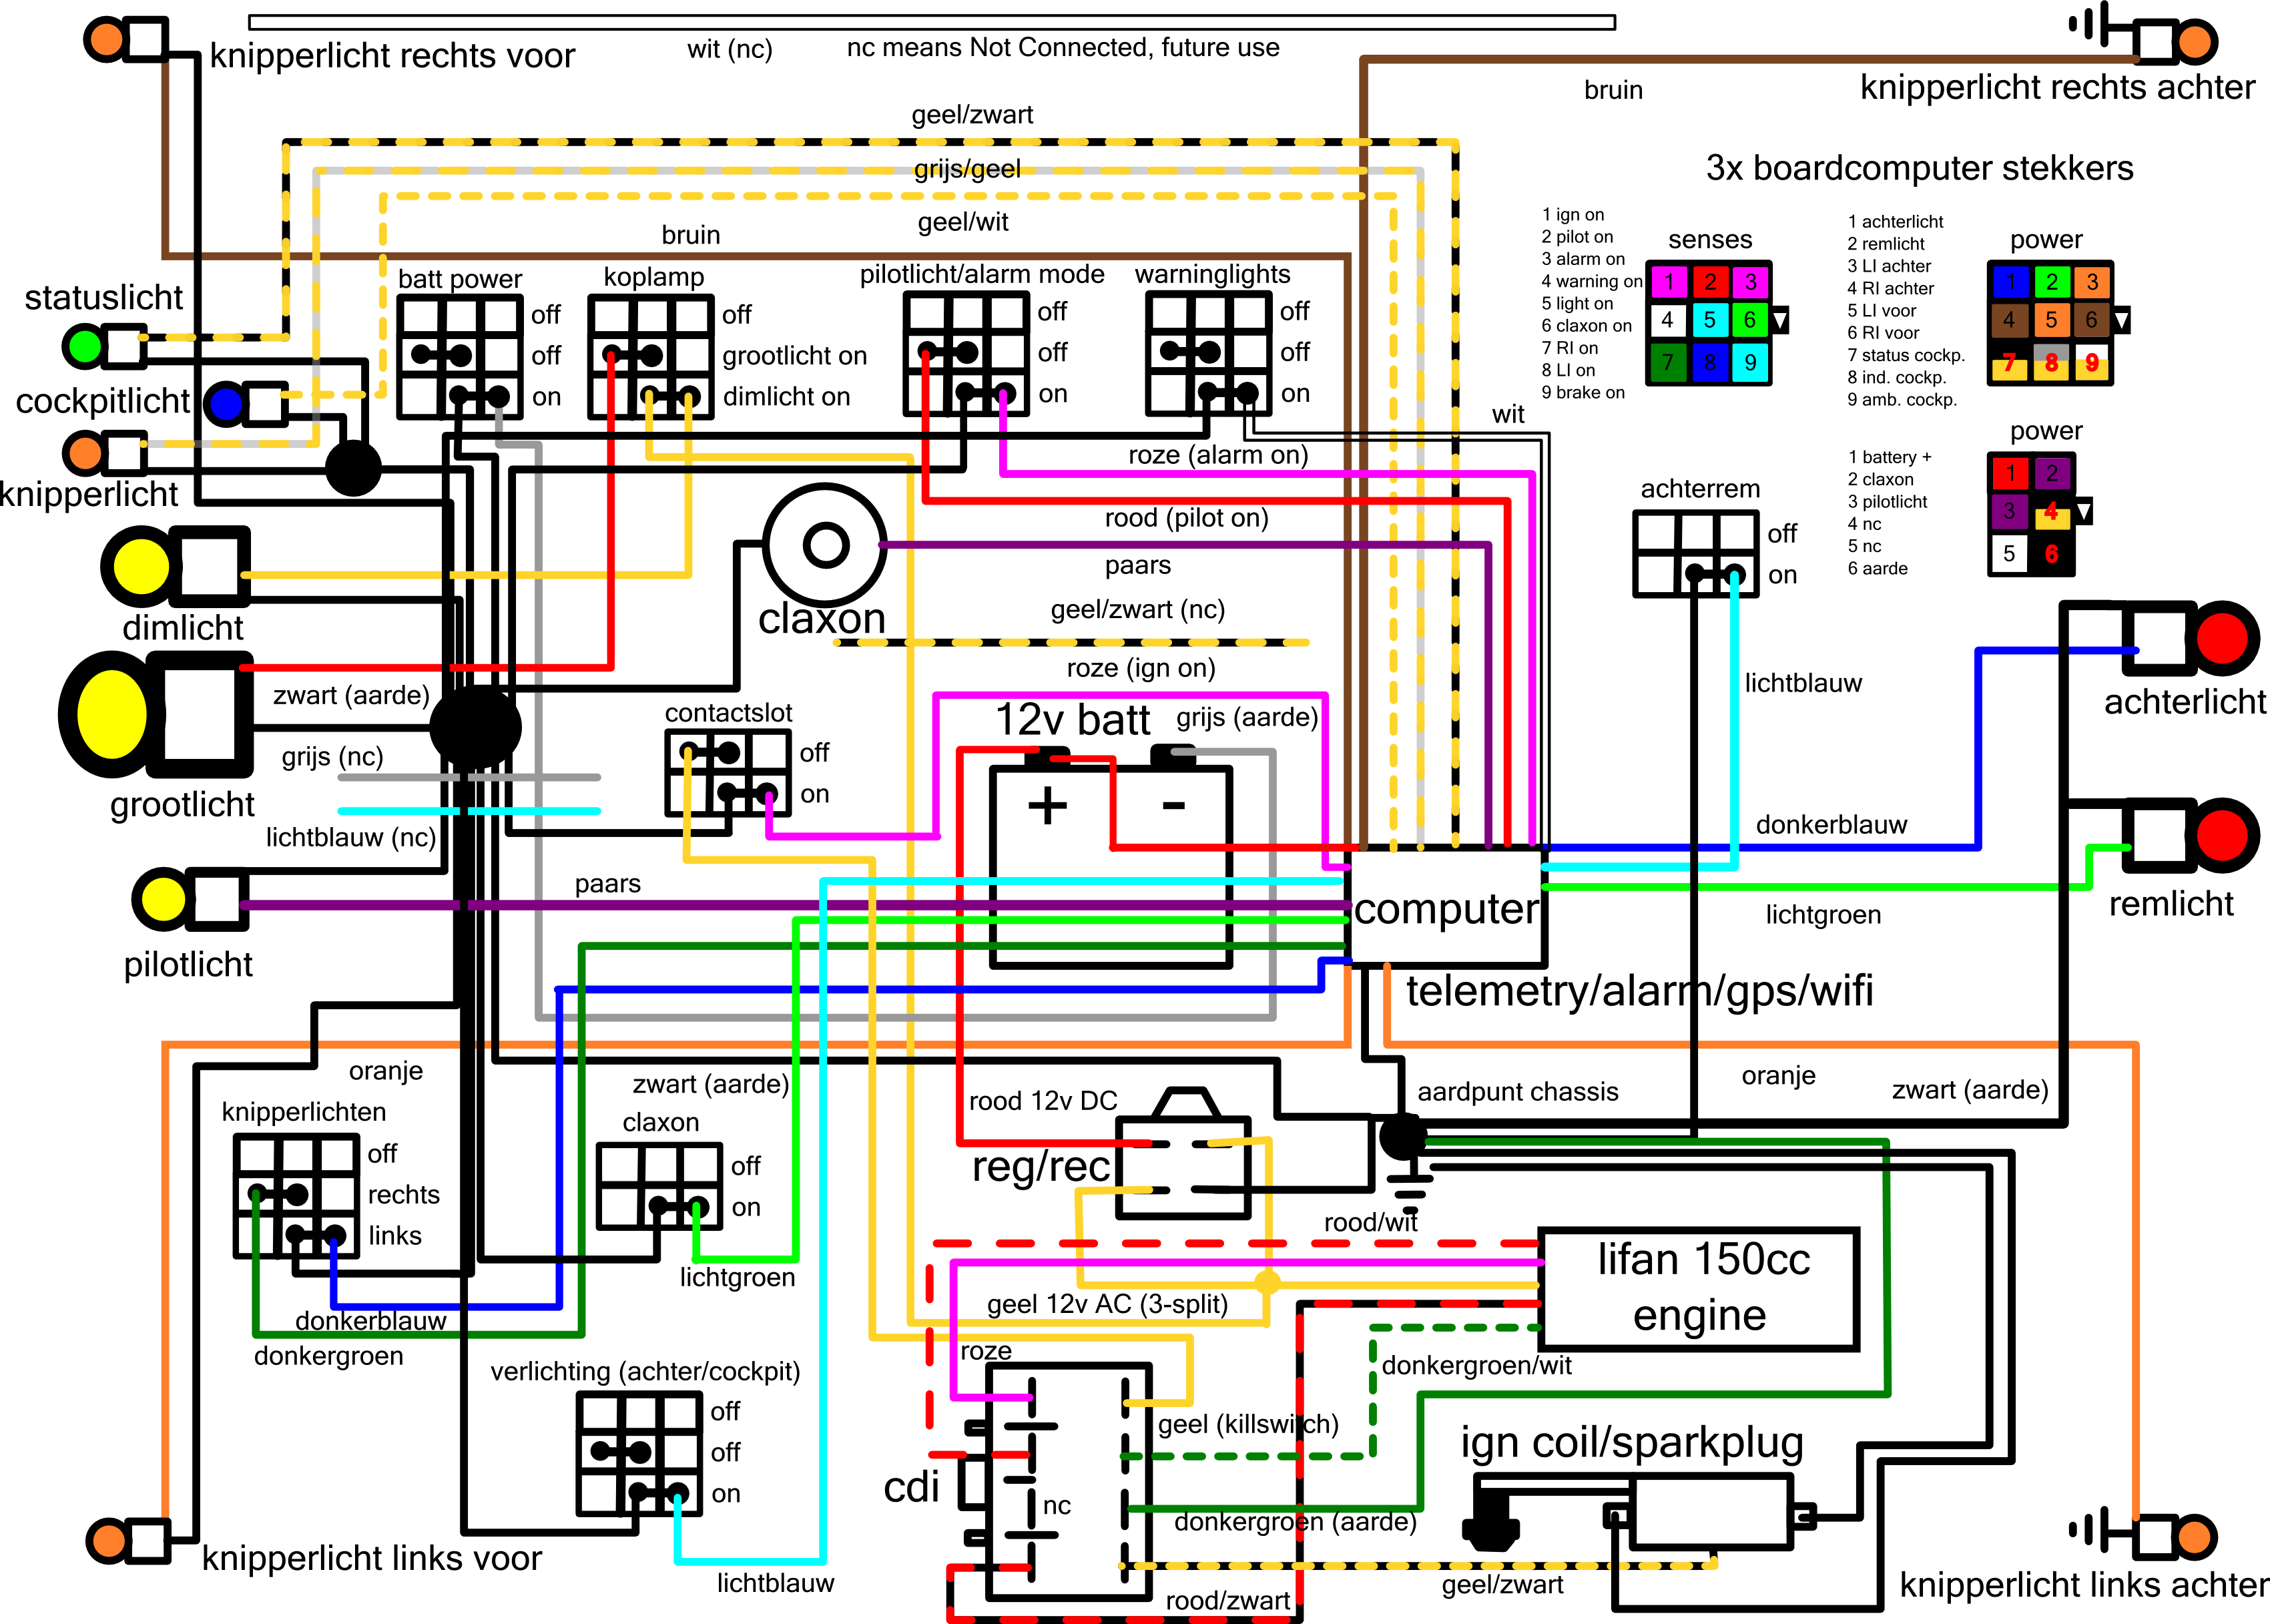 knipperlicht rechts voor
wit (nc)
nc means Not Connected, future use
bruin
knipperlicht rechts achter
geel/zwart
grijs/geel
geel/wit
bruin
3x boardcomputer stekkers
1 ign on
2 pilot on
3 alarm on
4 warning on
5 light on
6 claxon on
7 RI on
8 LI on
9 brake on
senses
1 2 3
4 5 6
7 8 9
1 achterlicht
2 remlicht
3 LI achter
4 RI achter
5 LI voor
6 RI voor
7 status cockp.
8 ind. cockp.
9 amb. cockp.
power
1 2 3
4 5 6
7 8 9
power
1 battery +
2 claxon
3 pilotlicht
4 nc
5 nc
6 aarde
1 2
3 4
5 6
batt power
off
off
on
koplamp
off
grootlicht on
dimlicht on
pilotlicht/alarm mode
off
off
on
warninglights
off
off
on
statuslicht
cockpitlicht
knipperlicht
wit
roze (alarm on)
rood (pilot on)
paars
achterrem
off
on
dimlicht
claxon
geel/zwart (nc)
roze (ign on)
lichtblauw
zwart (aarde)
grijs (nc)
grootlicht
lichtblauw (nc)
contactslot
off
on
12v batt
grijs (aarde)
+ -
achterlicht
donkerblauw
paars
computer
lichtgroen
remlicht
pilotlicht
telemetry/alarm/gps/wifi
oranje
zwart (aarde)
rood 12v DC
aardpunt chassis
oranje
zwart (aarde)
knipperlichten
off
rechts
links
claxon
off
on
reg/rec
rood/wit
lichtgroen
lifan 150cc
engine
geel 12v AC (3-split)
donkerblauw
donkergroen
roze
donkergroen/wit
verlichting (achter/cockpit)
off
off
on
geel (killswitch)
ign coil/sparkplug
cdi
nc
donkergroen (aarde)
knipperlicht links voor
lichtblauw
rood/zwart
geel/zwart
knipperlicht links achter